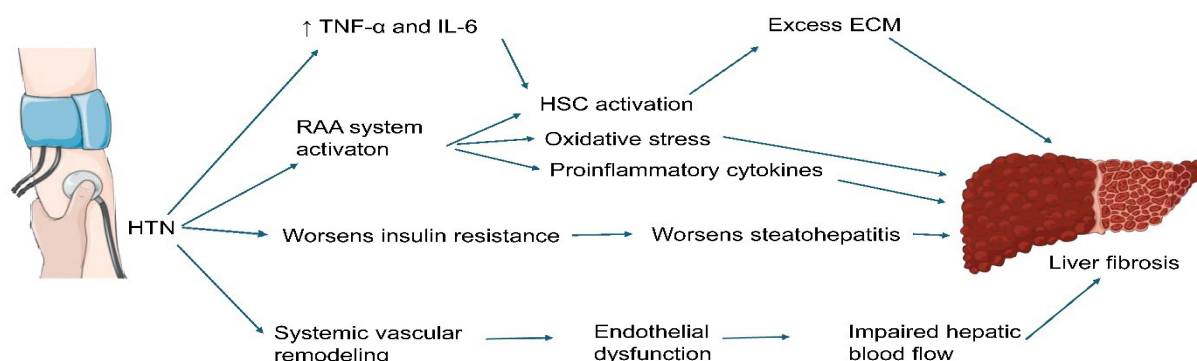 ↑ TNF-α and IL-6
Excess ECM
HSC activation
RAA system
activaton
Oxidative stress
Proinflammatory cytokines
HTN
Worsens insulin resistance
Worsens steatohepatitis
Liver fibrosis
Systemic vascular
remodeling
Endothelial
dysfunction
Impaired hepatic
blood flow